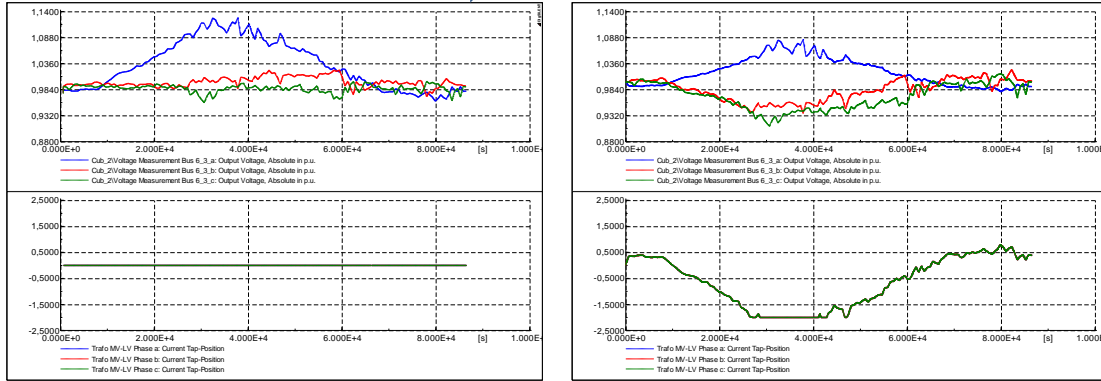 1,1400
1,0880
1,0360
0,9840
0,9320
0,8800
0.000E+0 2.000E+4 4.000E+4 6.000E+4 8.000E+4 [s] 1.000E+
Cub_2\Voltage Measurement Bus 6_3_a: Output Voltage, Absolute in p.u.
Cub_2\Voltage Measurement Bus 6_3_b: Output Voltage, Absolute in p.u.
Cub_2\Voltage Measurement Bus 6_3_c: Output Voltage, Absolute in p.u.
2,5000
1,5000
0,5000
-0,5000
-1,5000
-2,5000
0.000E+0 2.000E+4 4.000E+4 6.000E+4 8.000E+4 [s] 1.000E+
Trafo MV-LV Phase a: Current Tap-Position
Trafo MV-LV Phase b: Current Tap-Position
Trafo MV-LV Phase c: Current Tap-Position
1,1400
1,0880
1,0360
0,9840
0,9320
0,8800
0.000E+0 2.000E+4 4.000E+4 6.000E+4 8.000E+4 [s] 1.000
Cub_2\Voltage Measurement Bus 6_3_a: Output Voltage, Absolute in p.u.
Cub_2\Voltage Measurement Bus 6_3_b: Output Voltage, Absolute in p.u.
Cub_2\Voltage Measurement Bus 6_3_c: Output Voltage, Absolute in p.u.
2,5000
1,5000
0,5000
-0,5000
-1,5000
-2,5000
0.000E+0 2.000E+4 4.000E+4 6.000E+4 8.000E+4 [s] 1.000
Trafo MV-LV Phase a: Current Tap-Position
Trafo MV-LV Phase b: Current Tap-Position
Trafo MV-LV Phase c: Current Tap-Position